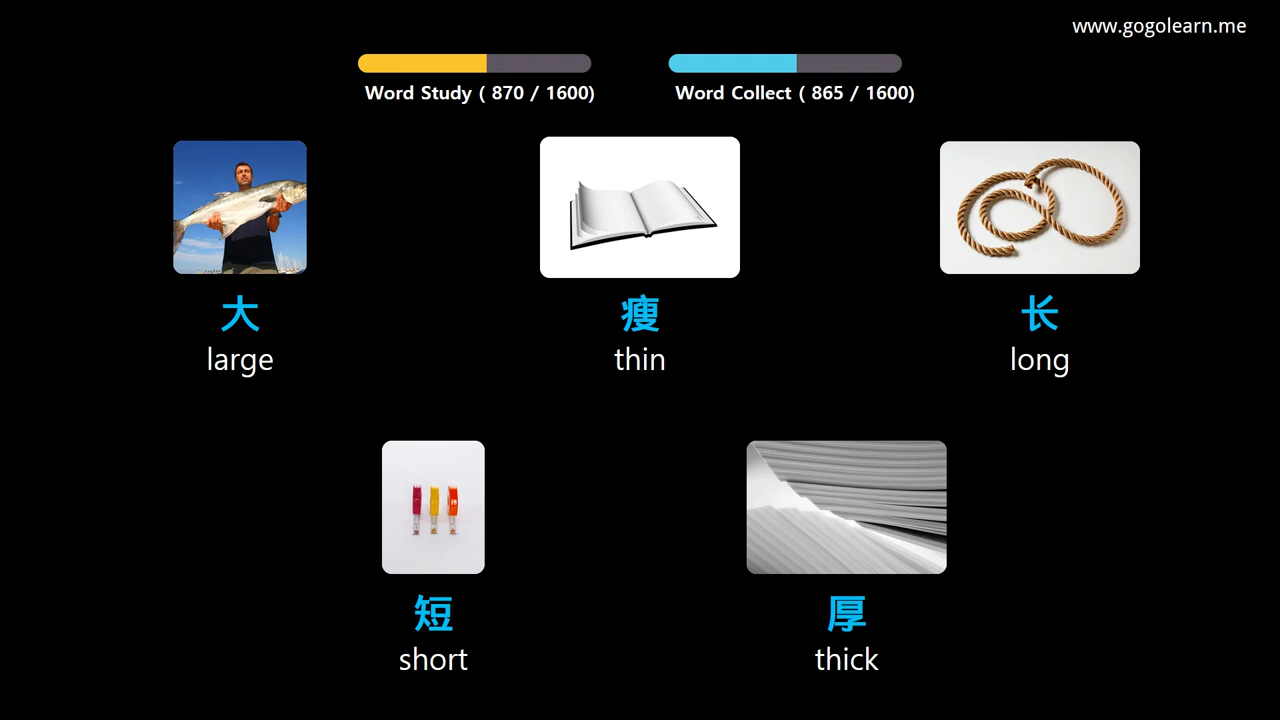 www.gogolearn.me
Word Study ( 870 / 1600)
Word Collect ( 865 / 1600)
大
large
瘦
thin
长
long
短
short
厚
thick